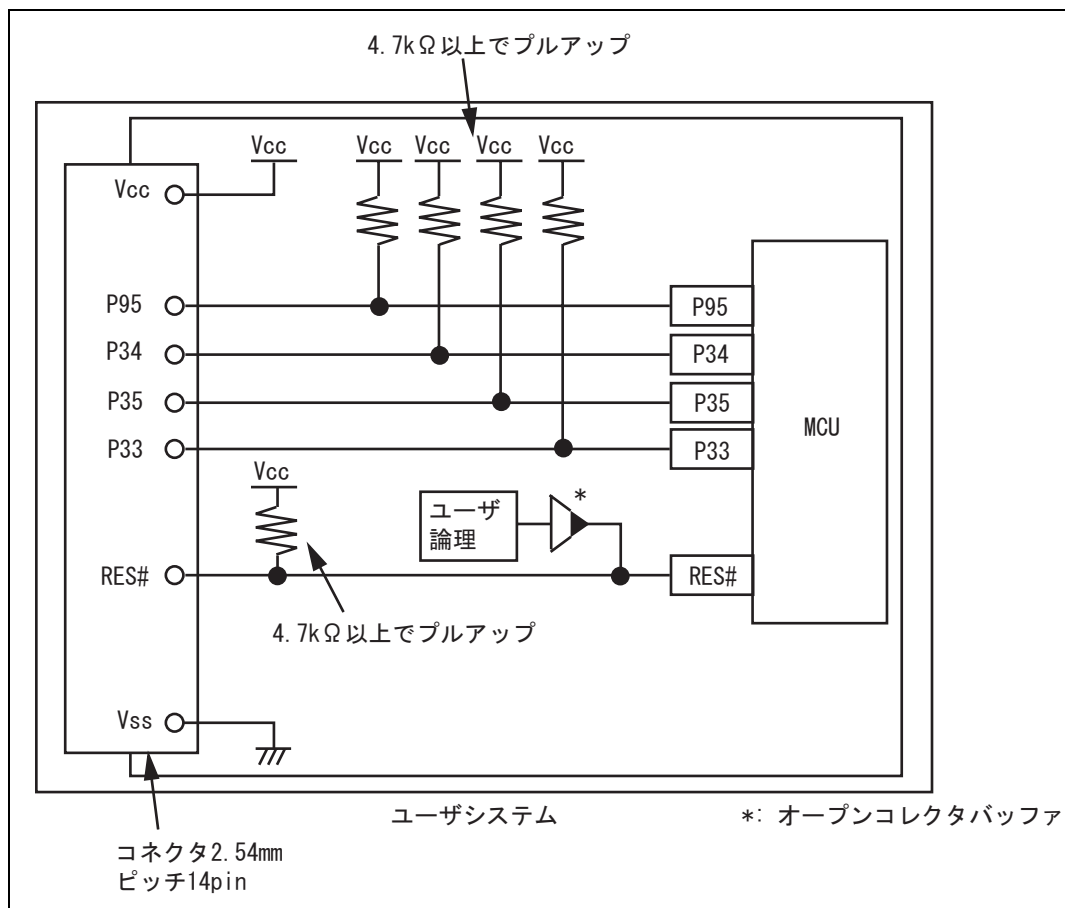 4.7kΩ以上でプルアップ
Vcc
Vcc
Vcc
Vcc
Vcc
Vcc
P95
P95
P34
P34
P35
P35
P33
P33
MCU
Vcc
*
ユーザ
論理
RES#
RES#
4.7kΩ以上でプルアップ
Vss
ユーザシステム
*: オープンコレクタバッファ
コネクタ2.54mm
ピッチ14pin